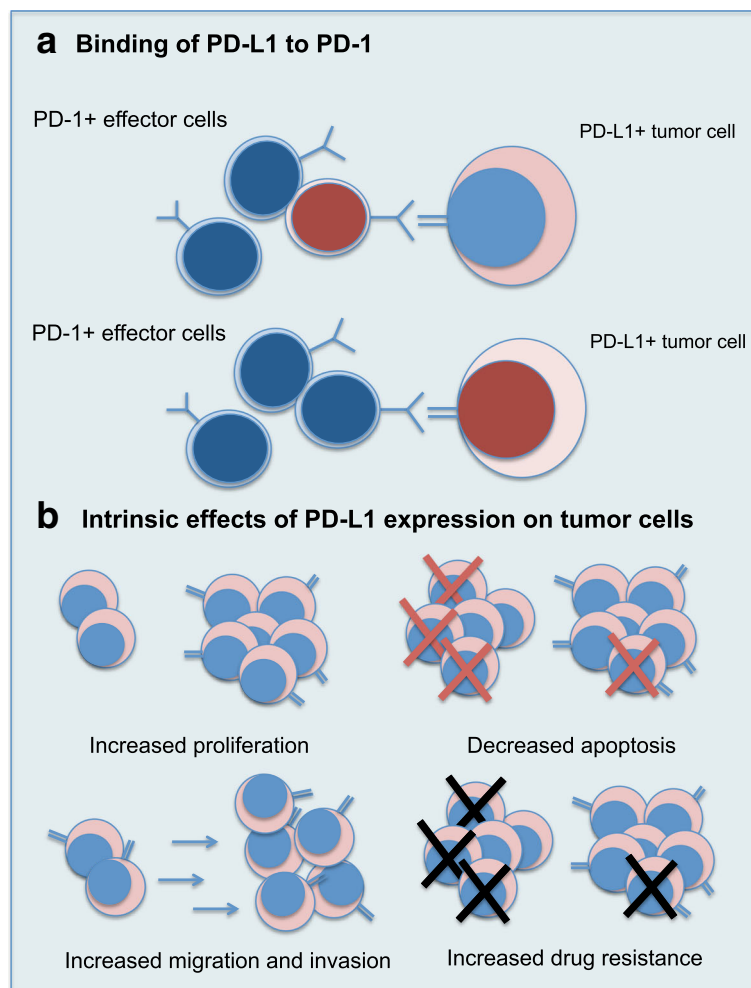 a Binding of PD-L1 to PD-1
PD-1+ effector cells
PD-L1+ tumor cell
PD-1+ effector cells
PD-L1+ tumor cell
b Intrinsic effects of PD-L1 expression on tumor cells
Increased proliferation
Decreased apoptosis
Increased migration and invasion
Increased drug resistance